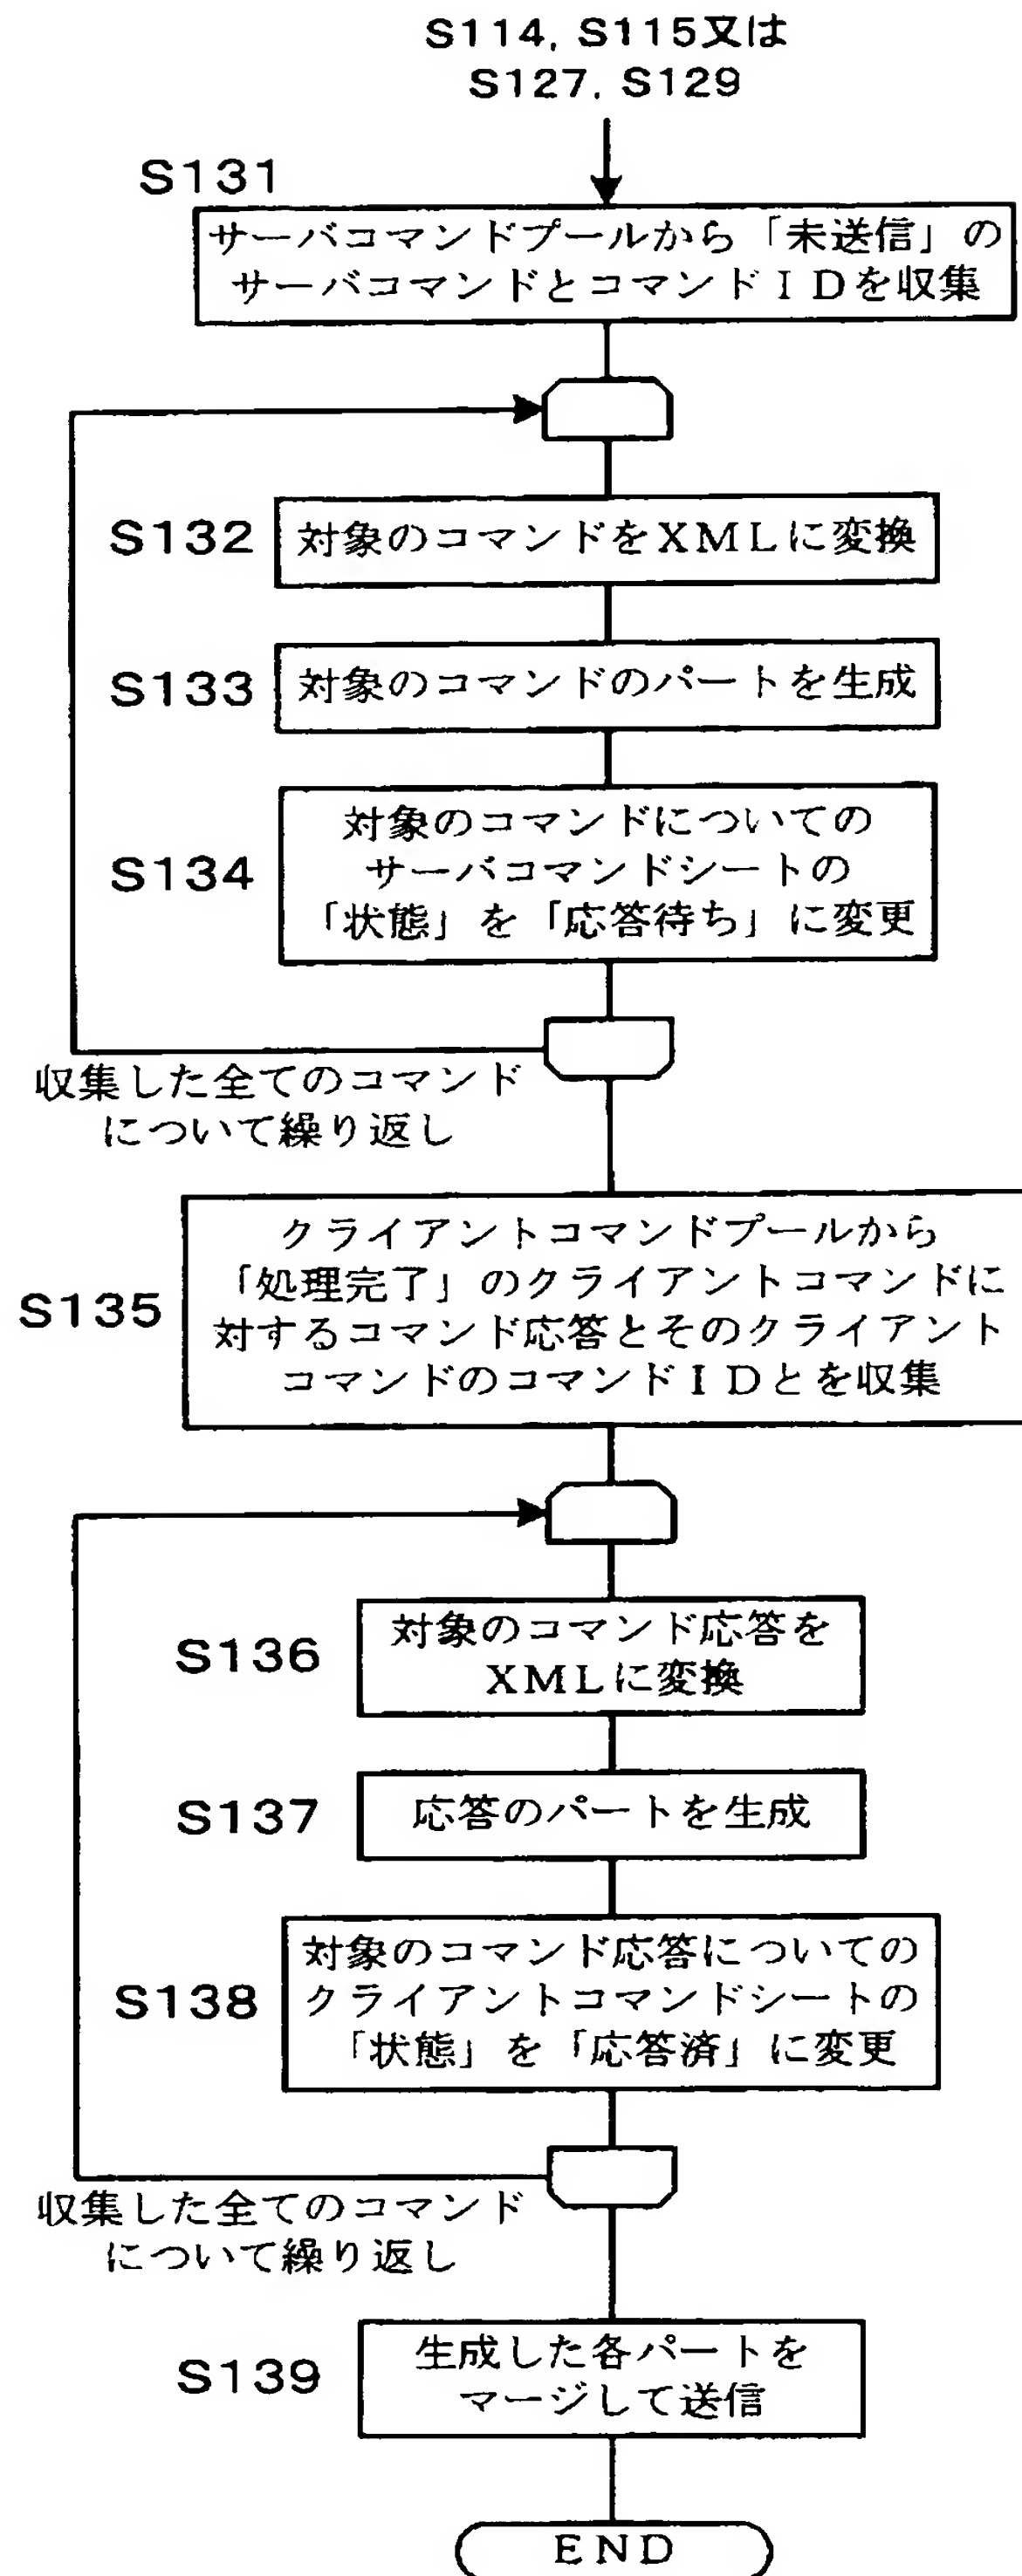 S114, S115又は
S127, S129
S131
サーバコマンドプールから「未送信」の
サーバコマンドとコマンドIDを収集
S132
対象のコマンドをXMLに変換
S133
対象のコマンドのパートを生成
S134
対象のコマンドについての
サーバコマンドシートの
「状態」を「応答待ち」に変更
収集した全てのコマンド
について繰り返し
S135
クライアントコマンドプールから
「処理完了」のクライアントコマンドに
対するコマンド応答とそのクライアント
コマンドのコマンドIDとを収集
S136
対象のコマンド応答を
XMLに変換
S137
応答のパートを生成
S138
対象のコマンド応答についての
クライアントコマンドシートの
「状態」を「応答済」に変更
収集した全てのコマンド
について繰り返し
S139
生成した各パートを
マージして送信
END